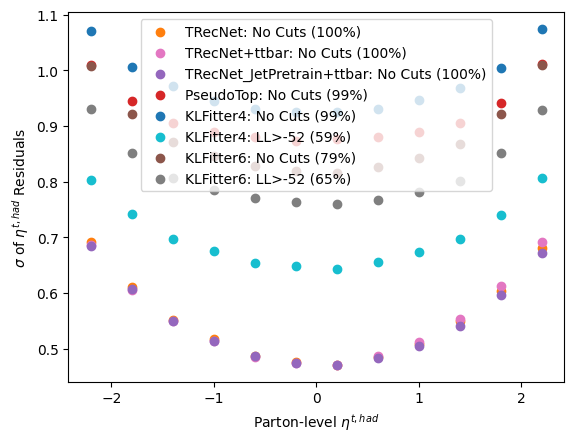 1.1
1.0
0.9
0.8
0.7
0.6
0.5
σ of η^{t,had} Residuals
TRecNet: No Cuts (100%)
TRecNet+ttbar: No Cuts (100%)
TRecNet_JetPretrain+ttbar: No Cuts (100%)
PseudoTop: No Cuts (99%)
KLFitter4: No Cuts (99%)
KLFitter4: LL>-52 (59%)
KLFitter6: No Cuts (79%)
KLFitter6: LL>-52 (65%)
−2 −1 0 1 2
Parton-level η^{t,had}